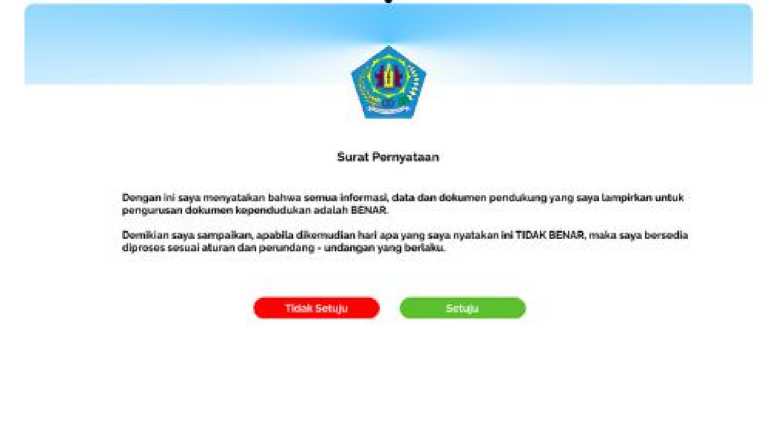 Surat Pernyataan
Dengan ini saya menyatakan bahwa semua informasi, data dan dokumen pendukung yang saya lampirkan untuk
pengurusan dokumen kependudukan adalah BENAR.
Demikian saya sampaikan, apabila dikemudian hari apa yang saya nyatakan ini TIDAK BENAR, maka saya bersedia
diproses sesuai aturan dan perundang - undangan yang berlaku.
Tidak Setuju
Setuju